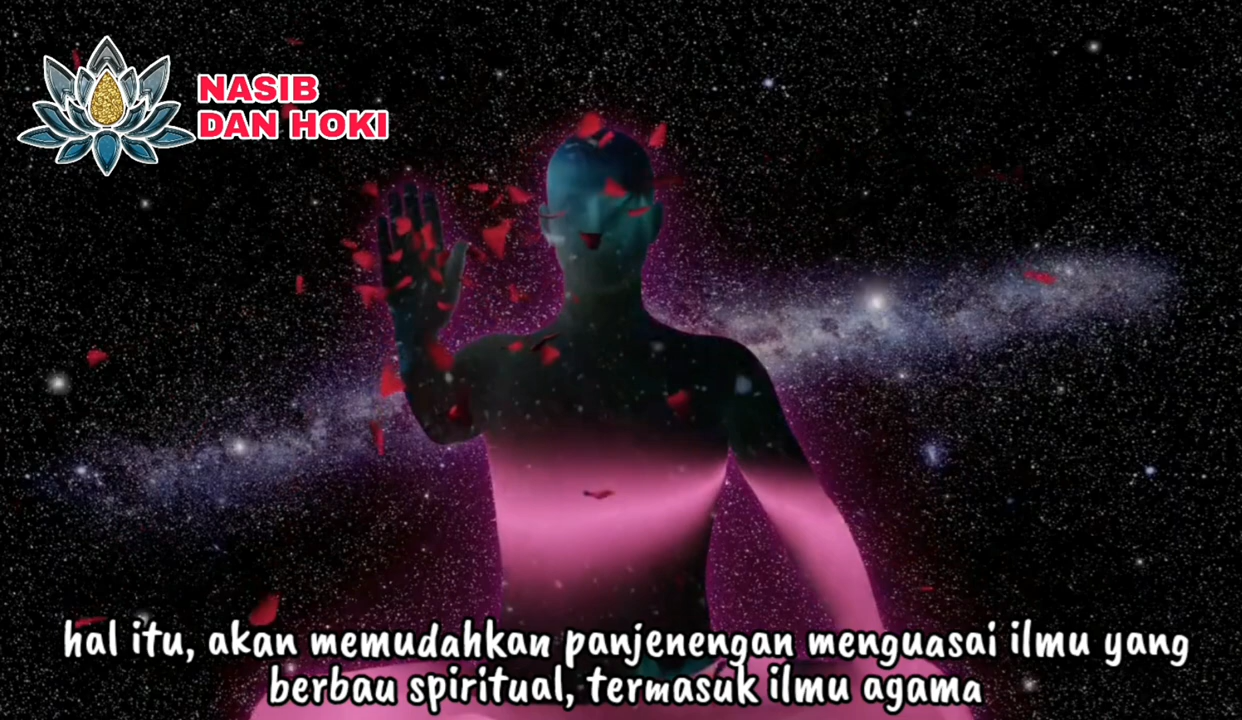 NASIB
DAN HOKI
hal itu, akan memudahkan panjenengan menguasai ilmu yang
berbau spiritual, termasuk ilmu agama